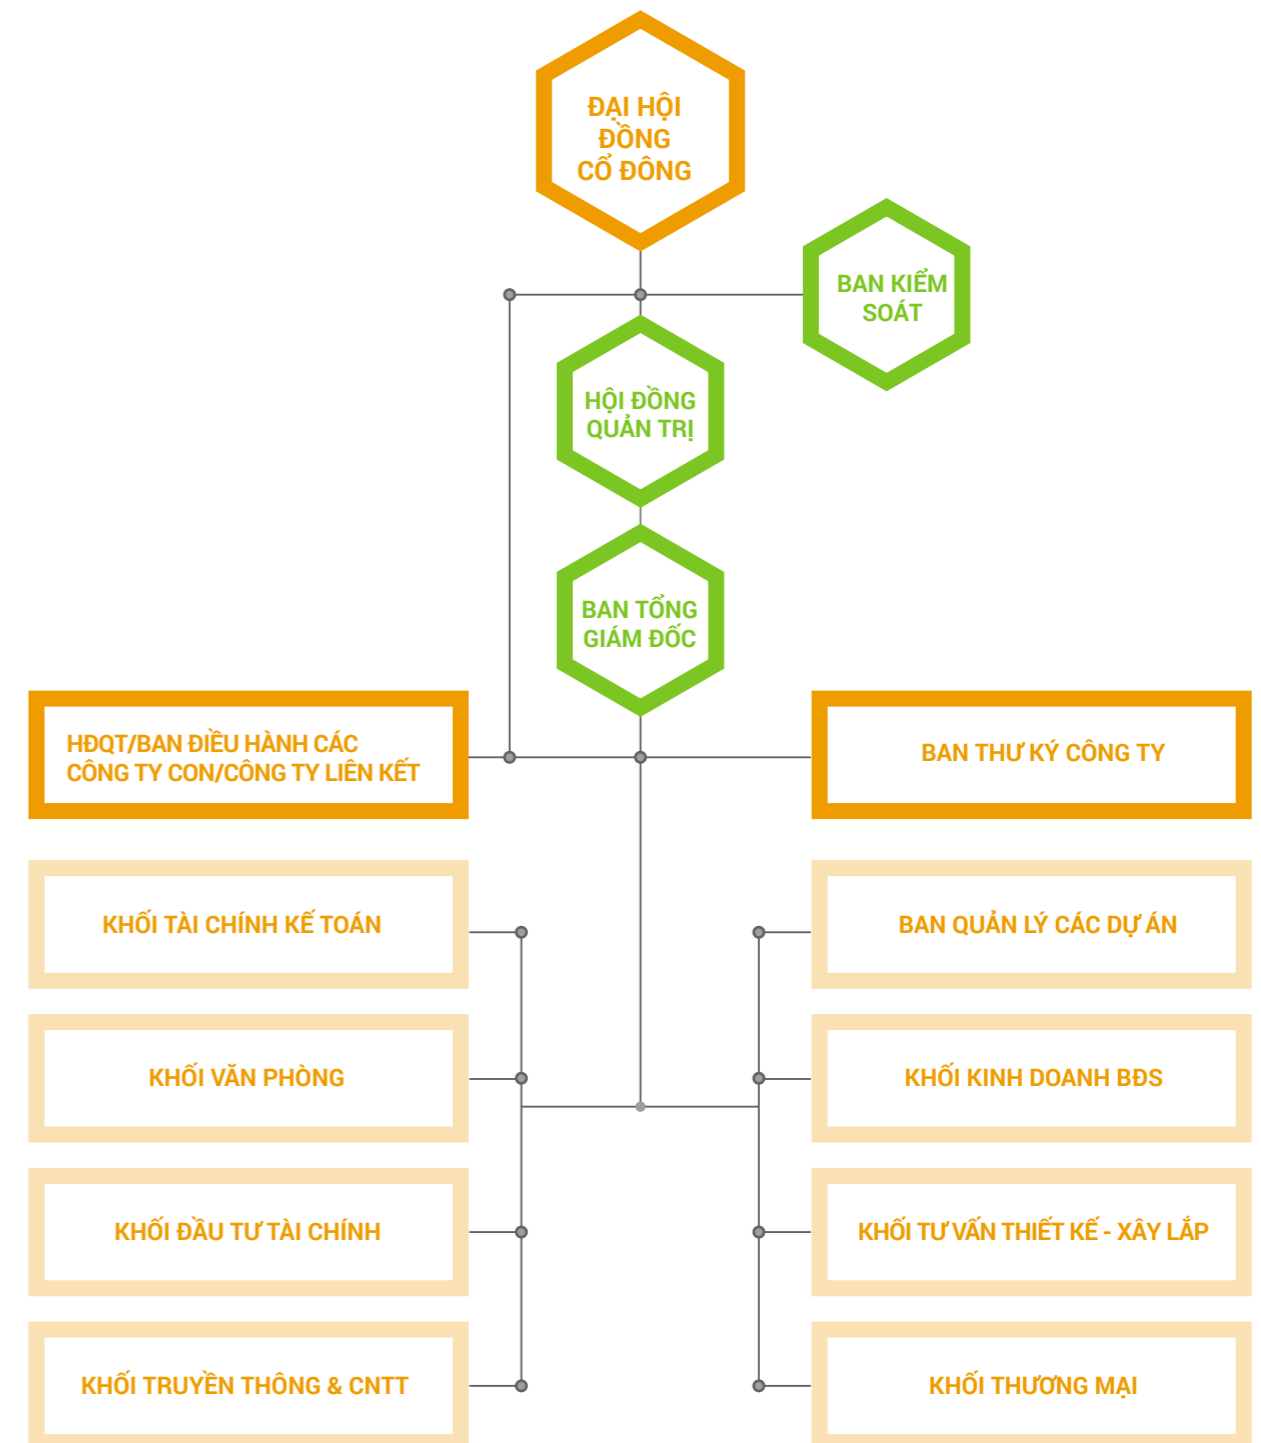 ĐẠI HỘI
ĐỒNG
CỔ ĐÔNG
BAN KIỂM
SOÁT
HỘI ĐỒNG
QUẢN TRỊ
BAN TỔNG
GIÁM ĐỐC
HĐQT/BAN ĐIỀU HÀNH CÁC
CÔNG TY CON/CÔNG TY LIÊN KẾT
BAN THƯ KÝ CÔNG TY
KHỐI TÀI CHÍNH KẾ TOÁN
BAN QUẢN LÝ CÁC DỰ ÁN
KHỐI VĂN PHÒNG
KHỐI KINH DOANH BĐS
KHỐI ĐẦU TƯ TÀI CHÍNH
KHỐI TƯ VẤN THIẾT KẾ - XÂY LẮP
KHỐI TRUYỀN THÔNG & CNTT
KHỐI THƯƠNG MẠI